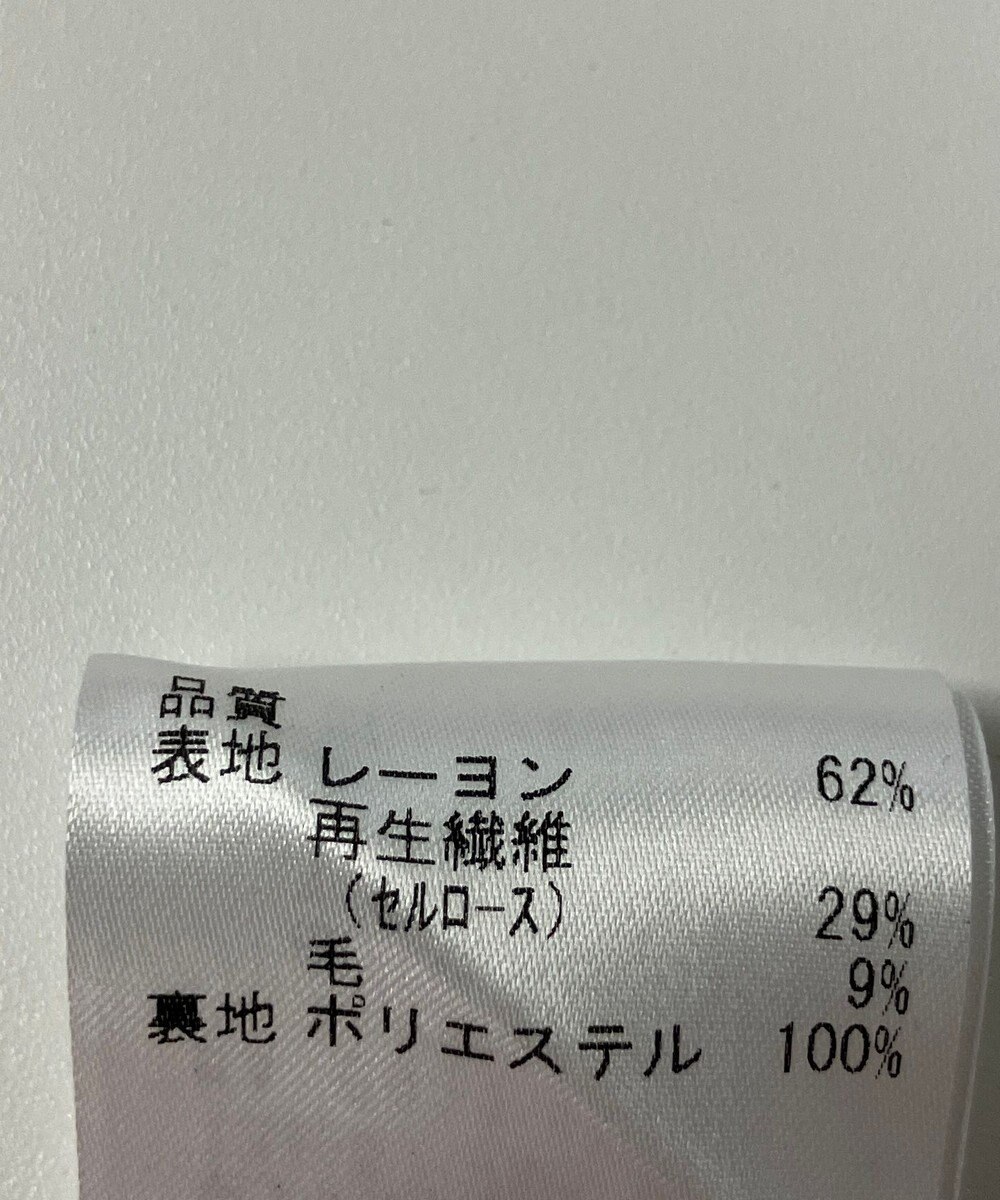 品質
表地 レーヨン 62%
再生繊維
(セルロース) 29%
毛 9%
裏地 ポリエステル 100%